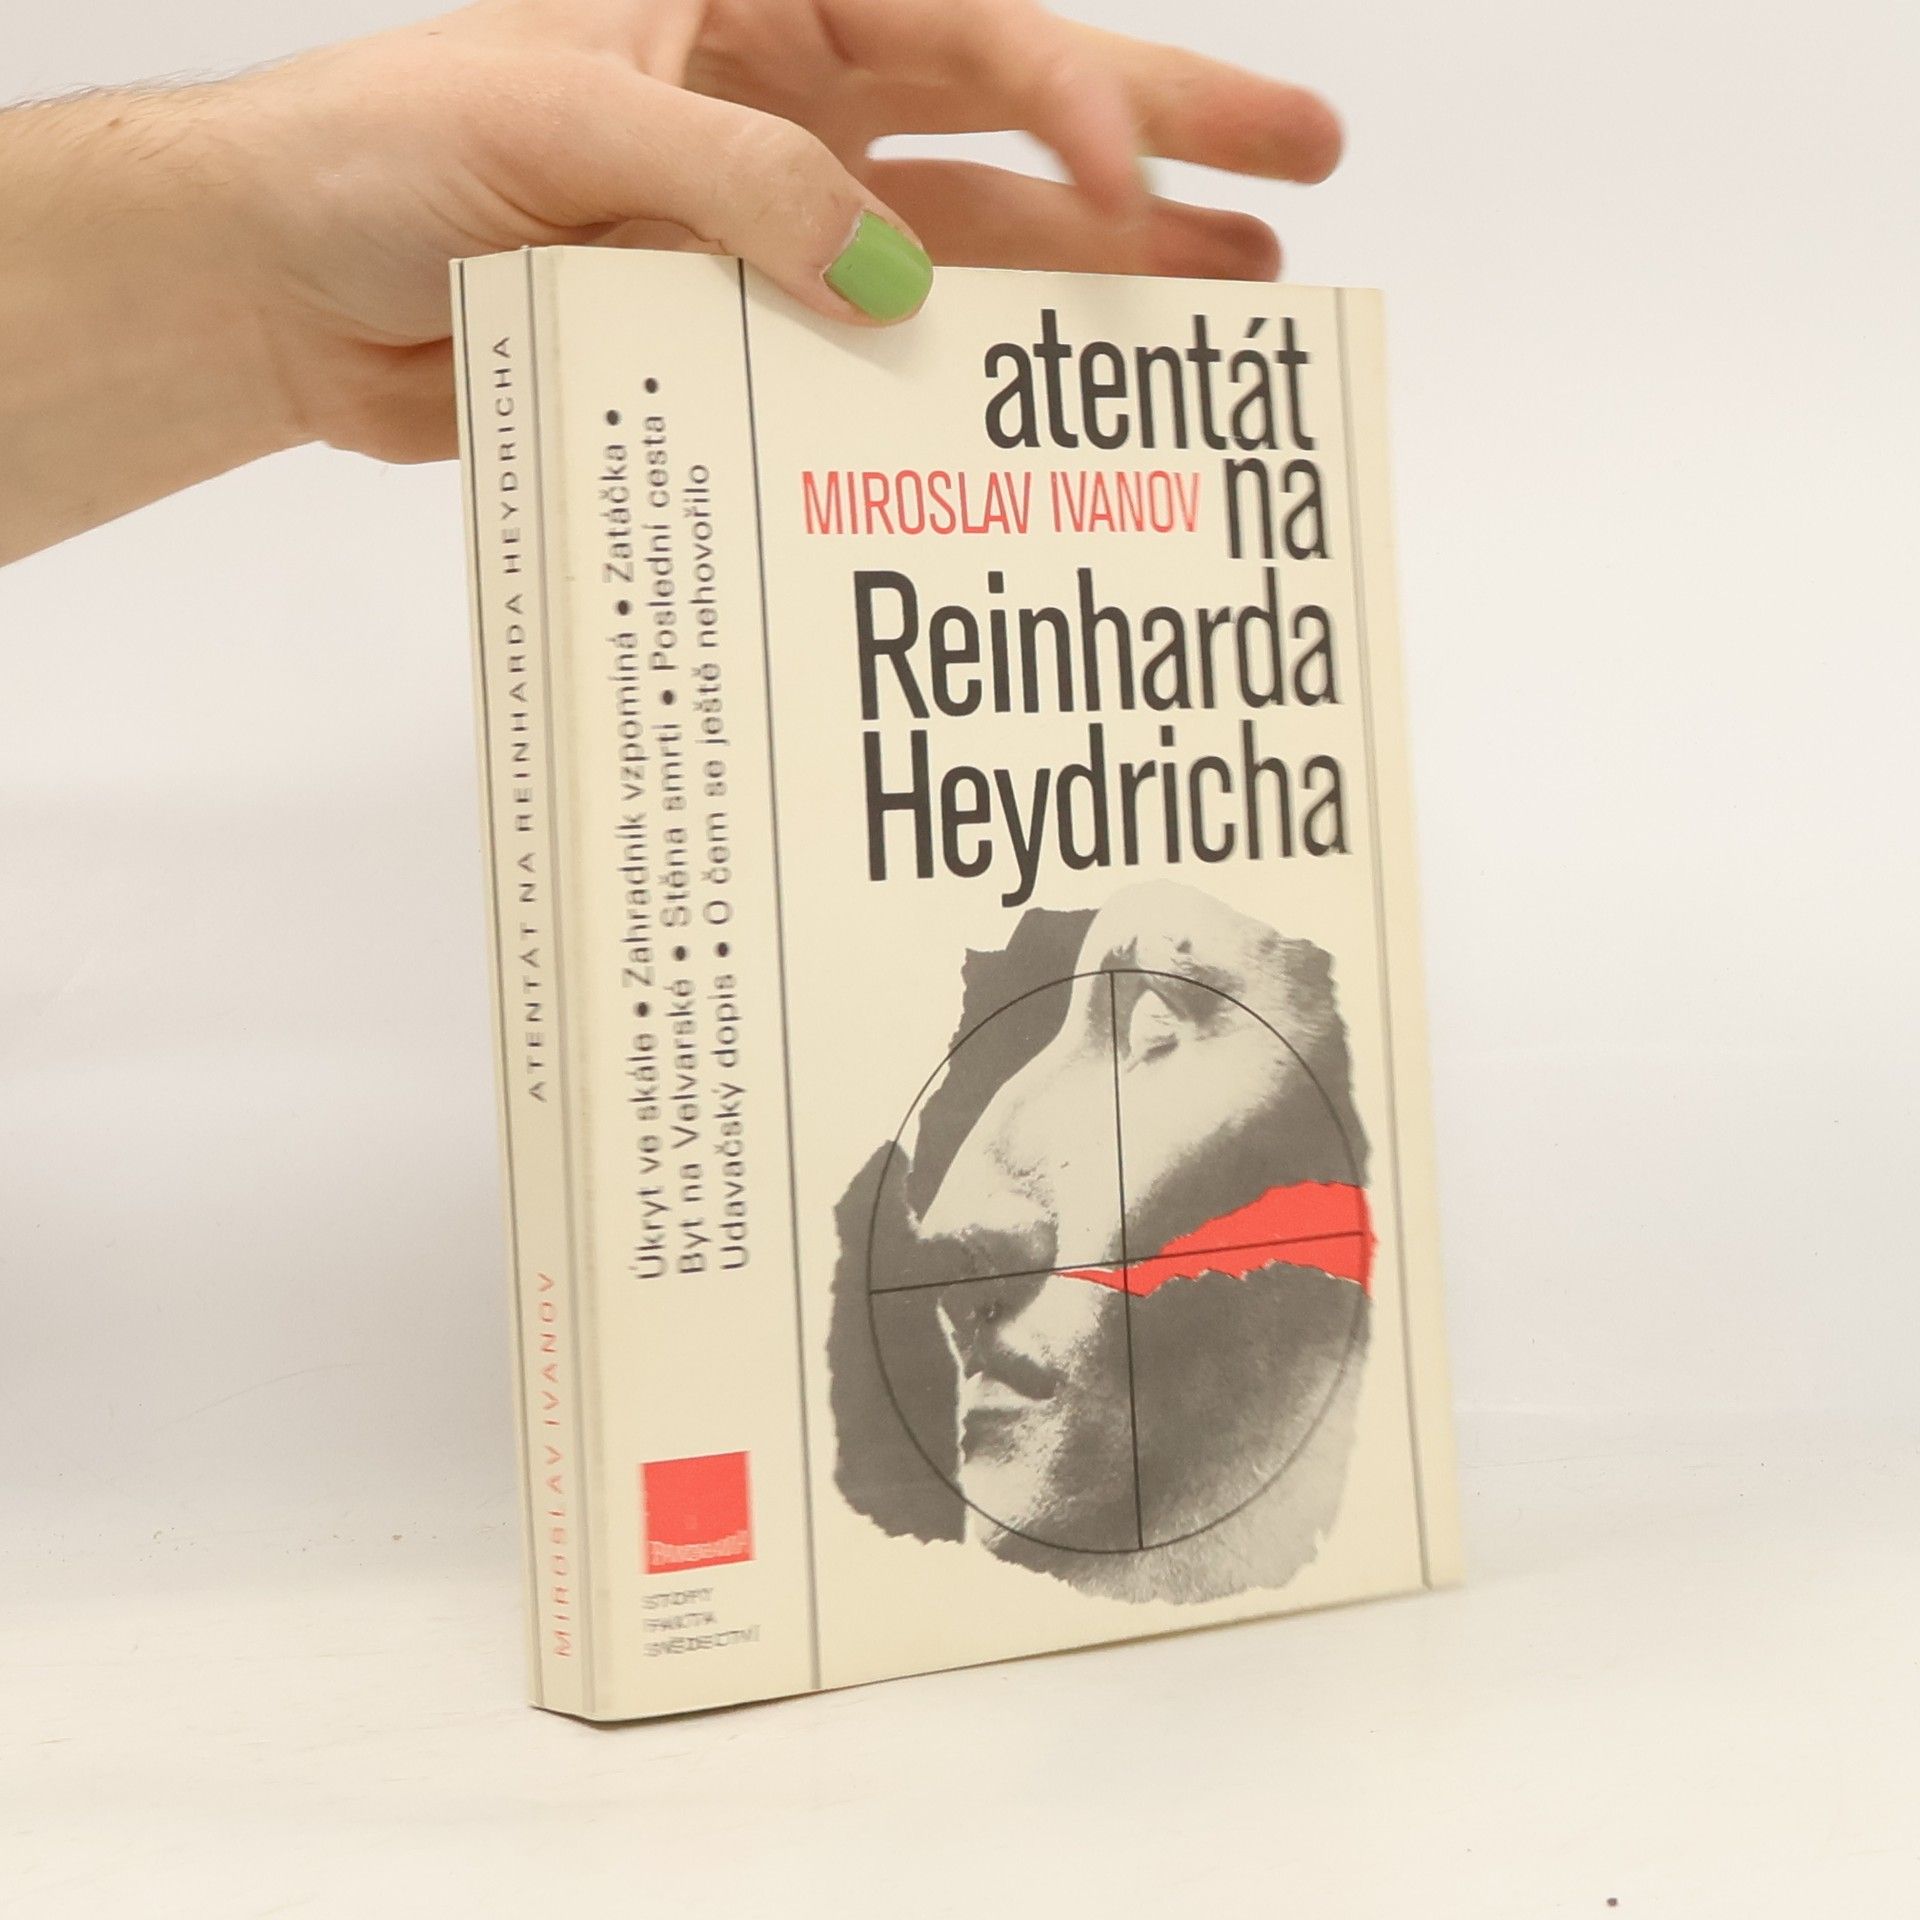 atentát
MIROSLAV IVANOV na
Reinharda
Heydricha
Úkryt ve skále • Zahradník vzpomíná • Zatáčka •
Byt na Velvarské • Stěna smrti • Poslední cesta •
Udavačský dopis • O čem se ještě nehovořilo
STOPY
FAKTA
SVĚDECTVÍ
MIROSLAV IVANOV ATENTÁT NA REINHARDA HEYDRICHA